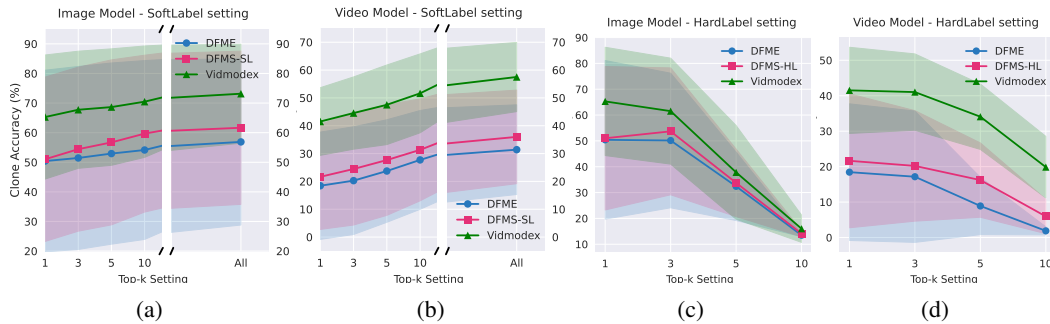 Image Model - SoftLabel setting
Clone Accuracy (%)
90
80
70
60
50
40
30
20
DFME
DFMS-SL
Vidmodex
1
3
5
10
All
Top-k Setting
(a)
Video Model - SoftLabel setting
90
80
70
60
50
40
30
20
70
60
50
40
30
20
10
0
DFME
DFMS-SL
Vidmodex
1
3
5
10
All
Top-k Setting
(b)
Image Model - HardLabel setting
70
60
50
40
30
20
10
0
90
80
70
60
50
40
30
20
10
DFME
DFMS-HL
Vidmodex
1
3
5
10
Top-k Setting
(c)
Video Model - HardLabel setting
50
40
30
20
10
0
DFME
DFMS-HL
Vidmodex
1
3
5
10
Top-k Setting
(d)